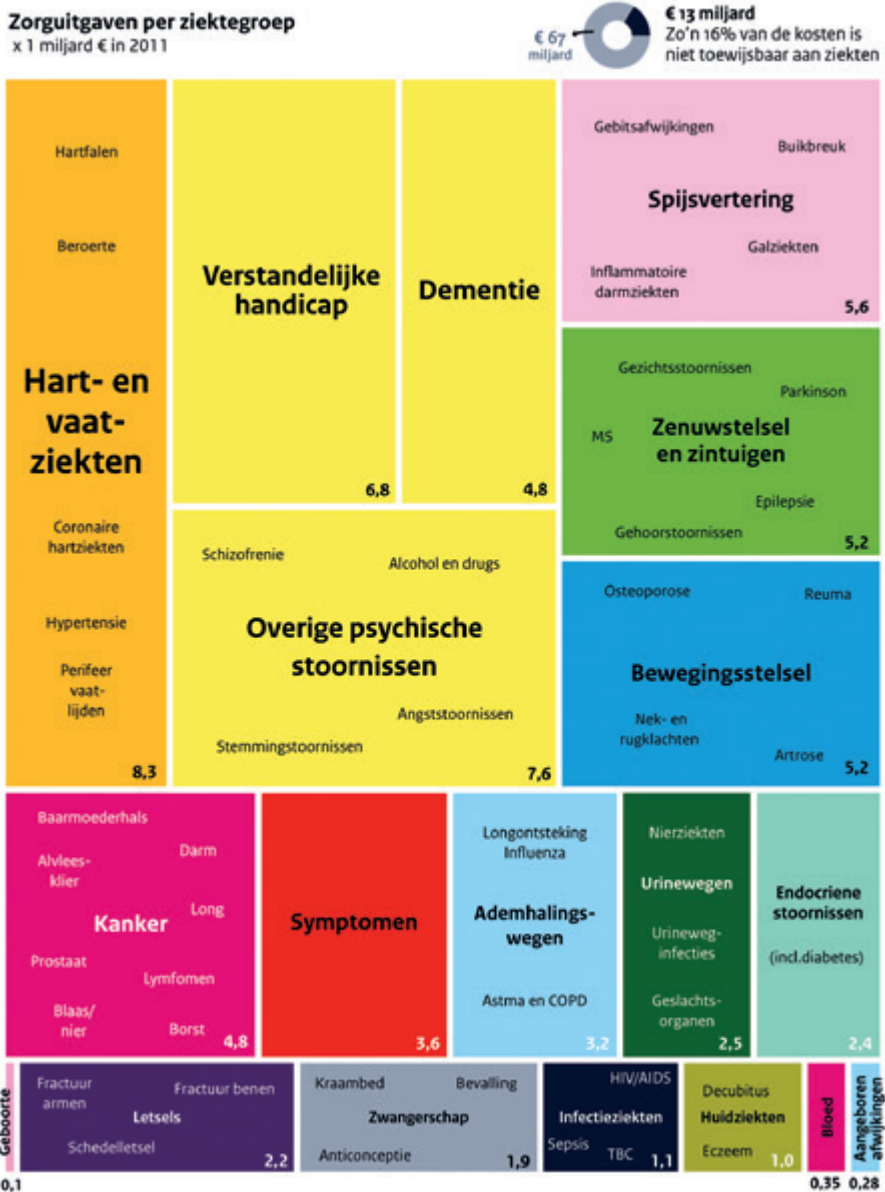 Zorguitgaven per ziektegroep
x 1 miljard € in 2011
€ 67
miljard
€ 13 miljard
Zo'n 16% van de kosten is
niet toewijsbaar aan ziekten
Hartfalen
Beroerte
Hart- en
vaat-
ziekten
Coronaire
hartziekten
Hypertensie
Perifeer
vaat-
lijden
8,3
Verstandelijke
handicap
6,8
Dementie
4,8
Schizofrenie
Alcohol en drugs
Overige psychische
stoornissen
Angststoornissen
Stemmingstoornissen
7,6
Gebitsafwijkingen
Buikbreuk
Spijsvertering
Galziekten
Inflammatoire
darmziekten
5,6
Gezichtsstoornissen
Parkinson
MS
Zenuwstelsel
en zintuigen
Epilepsie
Gehoorstoornissen
5,2
Osteoporose
Reuma
Bewegingsstelsel
Nek- en
rugklachten
Artrose
5,2
Baarmoederhals
Darm
Alvlees-
klier
Long
Kanker
Prostaat
Lymfomen
Blaas/
nier
Borst
4,8
Symptomen
3,6
Longontsteking
Influenza
Ademhalings-
wegen
Astma en COPD
3,2
Nierziekten
Urinewegen
Urineweg-
infecties
Geslachts-
organen
2,5
Endocriene
stoornissen
(incl.diabetes)
2,4
Geboorte
0,1
Fractuur
armen
Fractuur benen
Letsels
Schedelletsel
2,2
Kraambed
Bevalling
Zwangerschap
Anticonceptie
1,9
HIV/AIDS
Infectieziekten
Sepsis
TBC
1,1
Decubitus
Huidziekten
Eczeem
1,0
Bloed
0,35
Aangeboren
afwijkingen
0,28